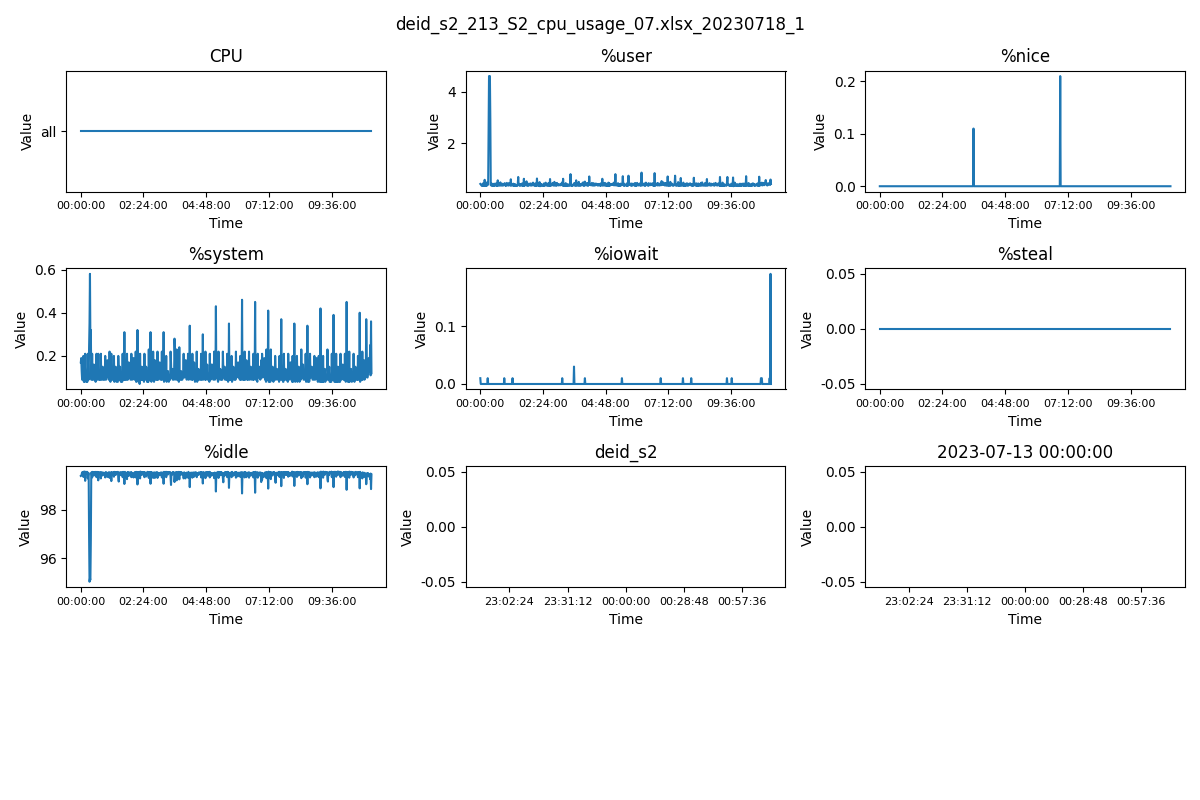 deid_s2_213_S2_cpu_usage_07.xlsx_20230718_1
CPU
Value
all
00:00:00 02:24:00 04:48:00 07:12:00 09:36:00
Time
%user
Value
4
2
00:00:00 02:24:00 04:48:00 07:12:00 09:36:00
Time
%nice
Value
0.2
0.1
0.0
00:00:00 02:24:00 04:48:00 07:12:00 09:36:00
Time
%system
Value
0.6
0.4
0.2
00:00:00 02:24:00 04:48:00 07:12:00 09:36:00
Time
%iowait
Value
0.1
0.0
00:00:00 02:24:00 04:48:00 07:12:00 09:36:00
Time
%steal
Value
0.05
0.00
-0.05
00:00:00 02:24:00 04:48:00 07:12:00 09:36:00
Time
%idle
Value
98
96
00:00:00 02:24:00 04:48:00 07:12:00 09:36:00
Time
deid_s2
Value
0.05
0.00
-0.05
23:02:24 23:31:12 00:00:00 00:28:48 00:57:36
Time
2023-07-13 00:00:00
Value
0.05
0.00
-0.05
23:02:24 23:31:12 00:00:00 00:28:48 00:57:36
Time